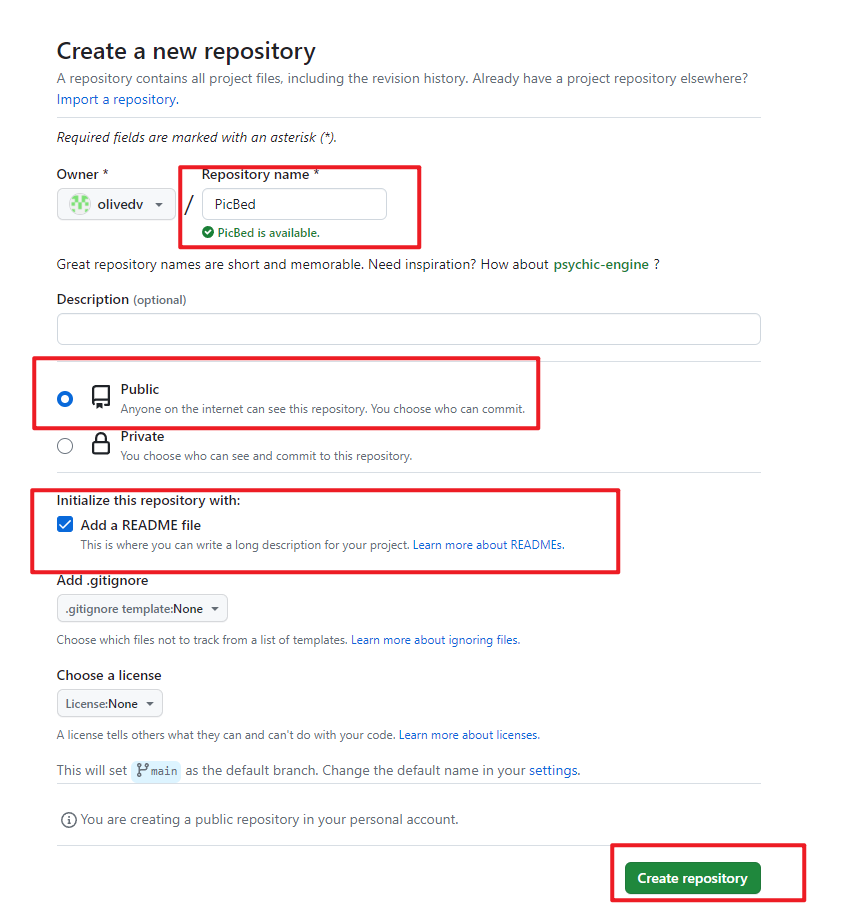 Create a new repository
A repository contains all project files, including the revision history. Already have a project repository elsewhere?
Import a repository.
Required fields are marked with an asterisk (*).
Owner *
Repository name *
olivedv
/
PicBed
PicBed is available.
Great repository names are short and memorable. Need inspiration? How about psychic-engine ?
Description (optional)
Public
Anyone on the internet can see this repository. You choose who can commit.
Private
You choose who can see and commit to this repository.
Initialize this repository with:
Add a README file
This is where you can write a long description for your project. Learn more about READMEs.
Add .gitignore
.gitignore template:None
Choose which files not to track from a list of templates. Learn more about ignoring files.
Choose a license
License:None
A license tells others what they can and can't do with your code. Learn more about licenses.
This will set main as the default branch. Change the default name in your settings.
You are creating a public repository in your personal account.
Create repository